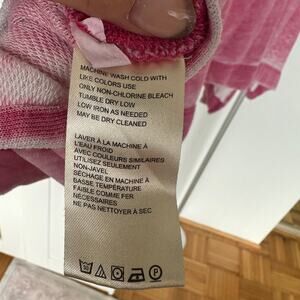 MACHINE WASH COLD WITH
LIKE COLORS USE
ONLY NON-CHLORINE BLEACH
TUMBLE DRY LOW
LOW IRON AS NEEDED
MAY BE DRY CLEANED
LAVER À LA MACHINE À
L'EAU FROID
AVEC COULEURS SIMILAIRES
UTILISEZ SEULEMENT
NON-JAVEL
SÉCHAGE EN MACHINE À
BASSE TEMPÉRATURE
FAIBLE COMME FER
NÉCESSAIRES
NE PAS NETTOYER À SEC
P